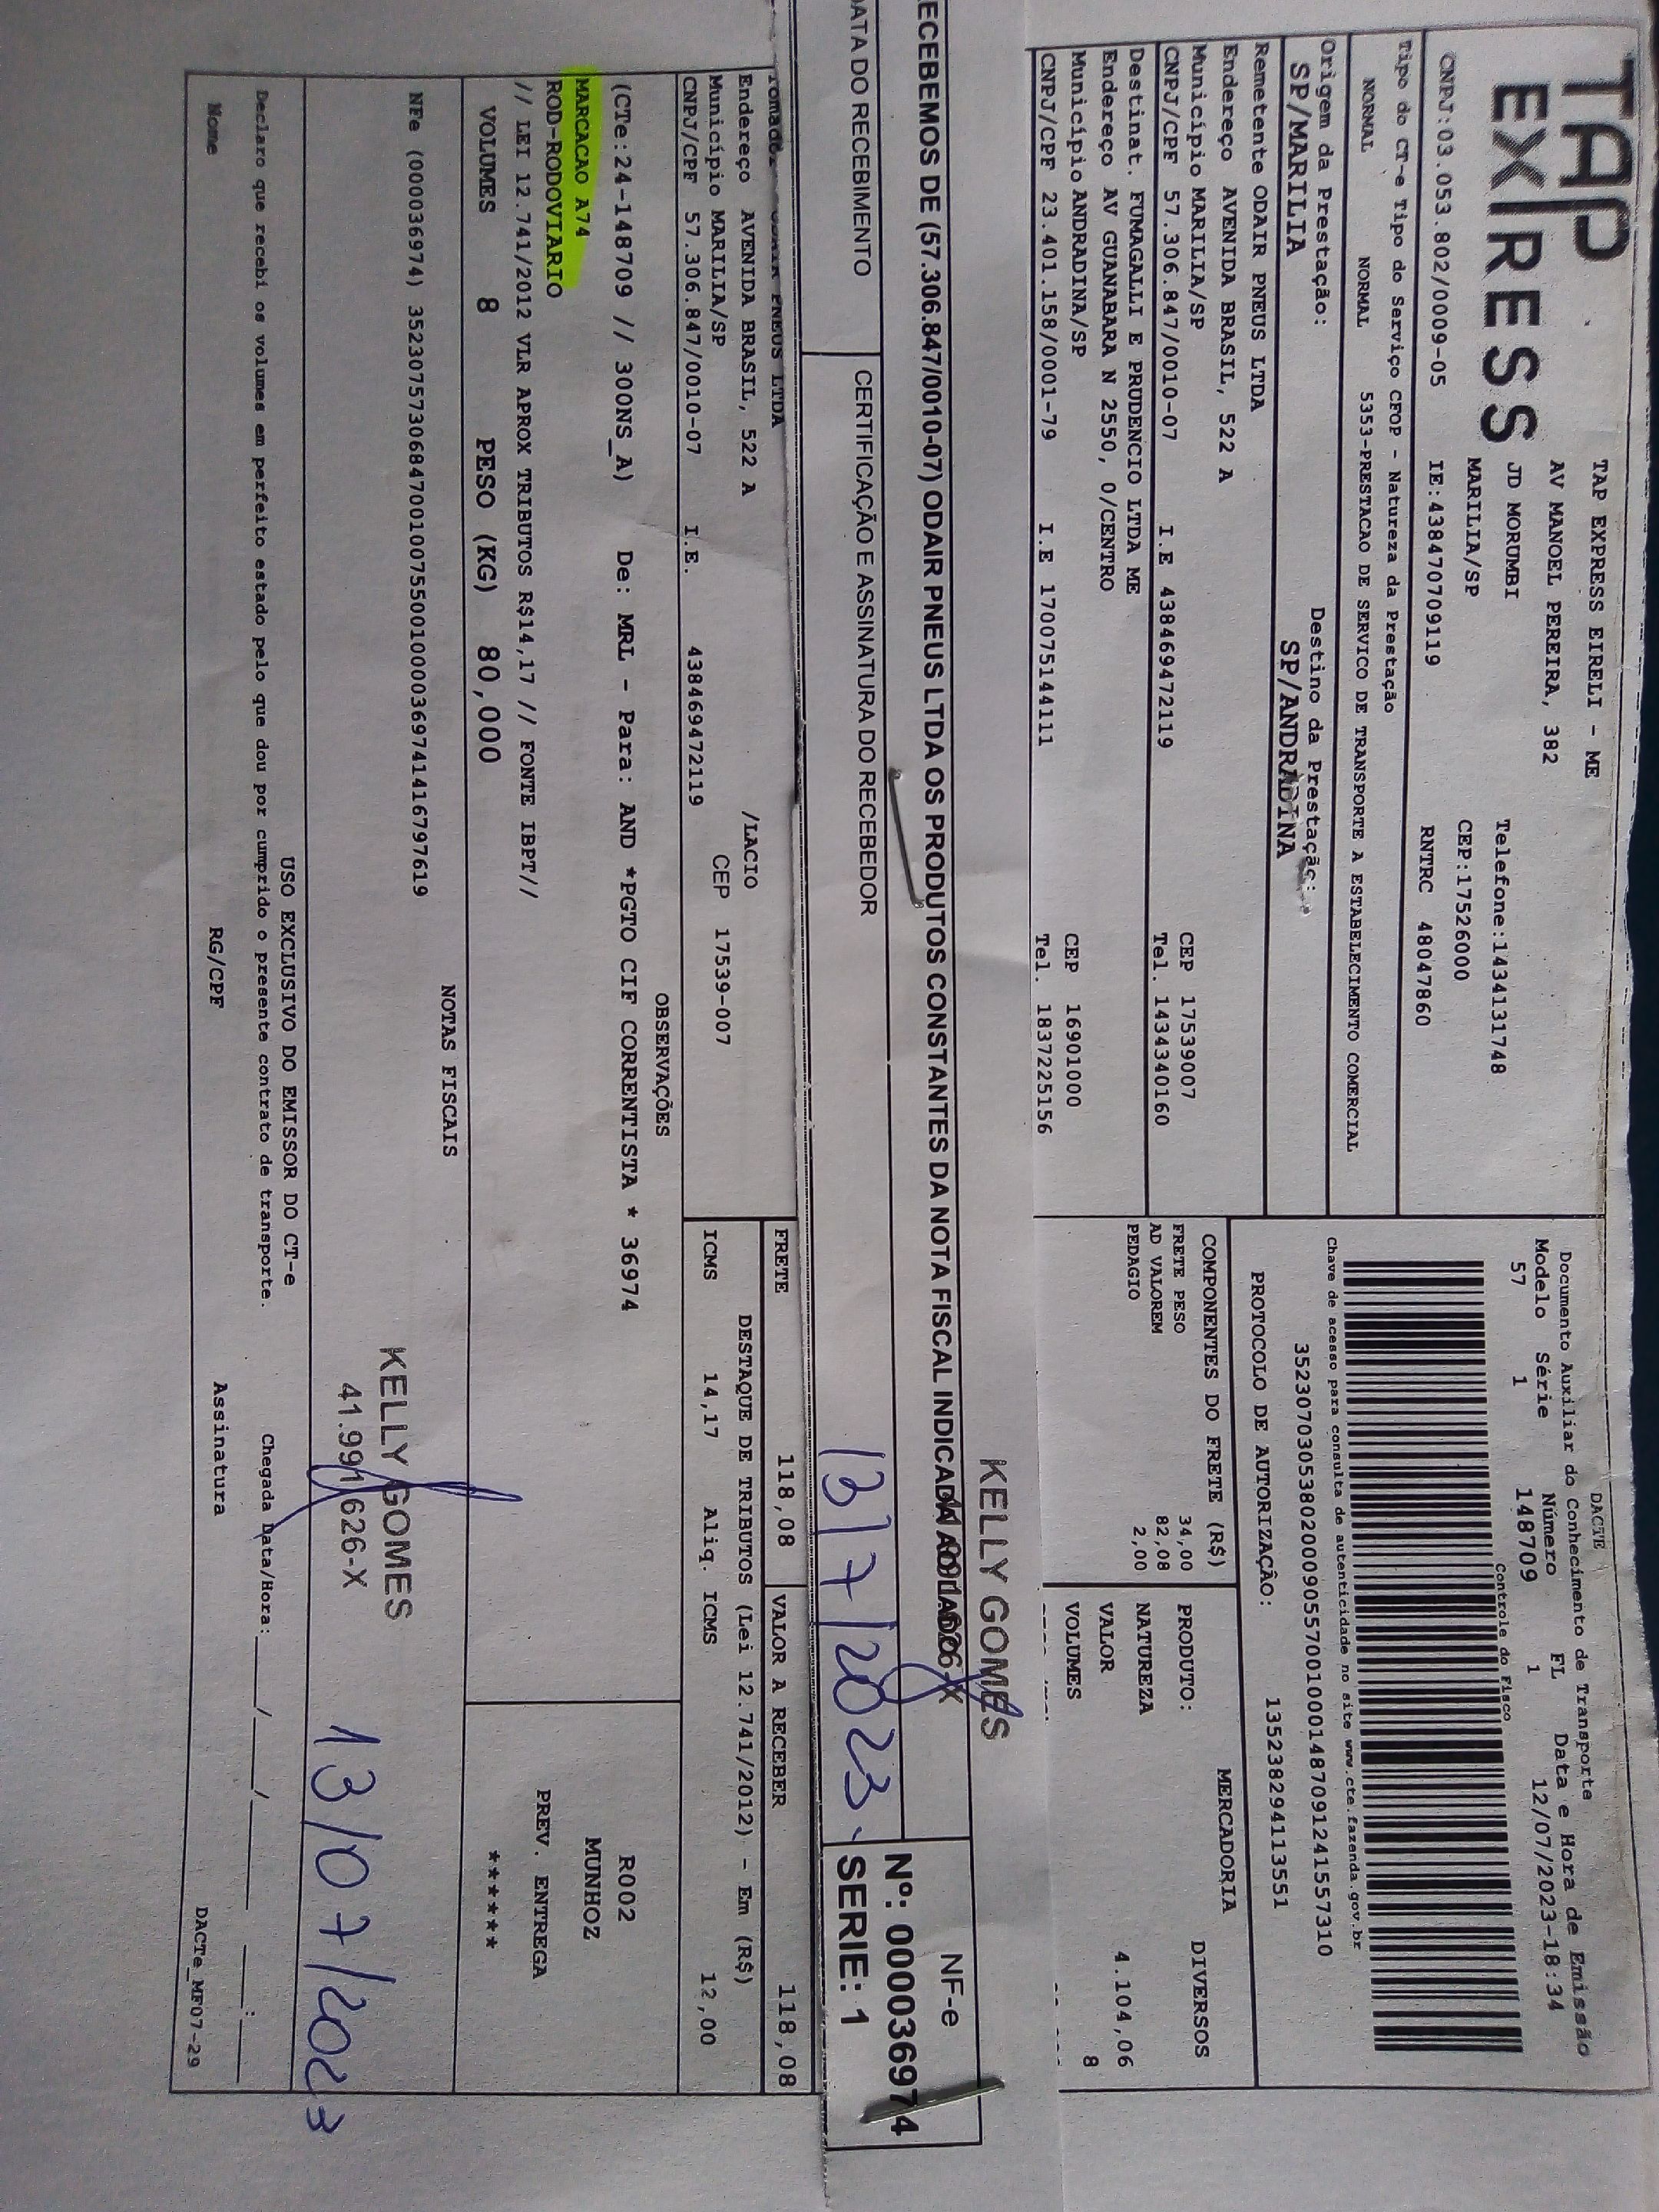 TAP
EXPRESS
TAP EXPRESS EIRELI - ME
AV MANOEL PEREIRA, 382
JD MORUMBI
Telefone:1434131748
MARILIA/SP
CEP:17526000
CNPJ:03.053.802/0009-05 IE:438470709119 RNTRC 48047860
DACTE
Documento Auxiliar do Conhecimento de Transporte
Modelo Série Número FL Data e Hora de Emissão
57 1 148709 1 12/07/2023-18:34
Controle do Fisco
Tipo do CT-e Tipo do Serviço CFOP - Natureza da Prestação
NORMAL NORMAL 5353-PRESTACAO DE SERVICO DE TRANSPORTE A ESTABELECIMENTO COMERCIAL
Chave de acesso para consulta de autenticidade no site www.cte.fazenda.gov.br
35230703053802000905570010001487091241557310
Origem da Prestação: Destino da Prestação:
SP/MARILIA SP/ANDRADINA
PROTOCOLO DE AUTORIZAÇÃO: 135238294113551
Remetente ODAIR PNEUS LTDA
Endereço AVENIDA BRASIL, 522 A
Município MARILIA/SP CEP 17539007
CNPJ/CPF 57.306.847/0010-07 I.E 438469472119 Tel. 1434340160
Destinat. FUMAGALLI E PRUDENCIO LTDA ME
Endereço AV GUANABARA N 2550, 0/CENTRO
Município ANDRADINA/SP CEP 16901000
CNPJ/CPF 23.401.158/0001-79 I.E 170075144111 Tel. 1837225156
COMPONENTES DO FRETE (R$)
FRETE PESO 34,00
AD VALOREM 82,08
PEDAGIO 2,00
MERCADORIA
PRODUTO: DIVERSOS
NATUREZA
VALOR 4.104,06
VOLUMES 8
KELLY GOMES
ECEBEMOS DE (57.306.847/0010-07) ODAIR PNEUS LTDA OS PRODUTOS CONSTANTES DA NOTA FISCAL INDICADA AO LADO
NF-e
Nº: 000036974
SERIE: 1
DATA DO RECEBIMENTO CERTIFICAÇÃO E ASSINATURA DO RECEBEDOR
13/7/2023
Tomador ODAIR PNEUS LTDA
Endereço AVENIDA BRASIL, 522 A /LACIO
Município MARILIA/SP CEP 17539-007
CNPJ/CPF 57.306.847/0010-07 I.E. 438469472119
FRETE 118,08 VALOR A RECEBER 118,08
DESTAQUE DE TRIBUTOS (Lei 12.741/2012) - Em (R$)
ICMS 14,17 Aliq. ICMS 12,00
OBSERVAÇÕES
(CTe:24-148709 // 300NS_A) De: MRL - Para: AND *PGTO CIF CORRENTISTA * 36974
MARCACAO A74
ROD-RODOVIARIO
// LEI 12.741/2012 VLR APROX TRIBUTOS R$14,17 // FONTE IBPT//
R002
MUNHOZ
PREV. ENTREGA
******
VOLUMES 8 PESO (KG) 80,000
NOTAS FISCAIS
NFe (000036974) 35230757306847001007550010000369741416797619
KELLY GOMES
41.991626-X
13/07/2023
USO EXCLUSIVO DO EMISSOR DO CT-e
Declaro que recebi os volumes em perfeito estado pelo que dou por cumprido o presente contrato de transporte. Chegada Data/Hora:____/____/______ ____:____
Nome RG/CPF Assinatura
DACTe_MF07-29